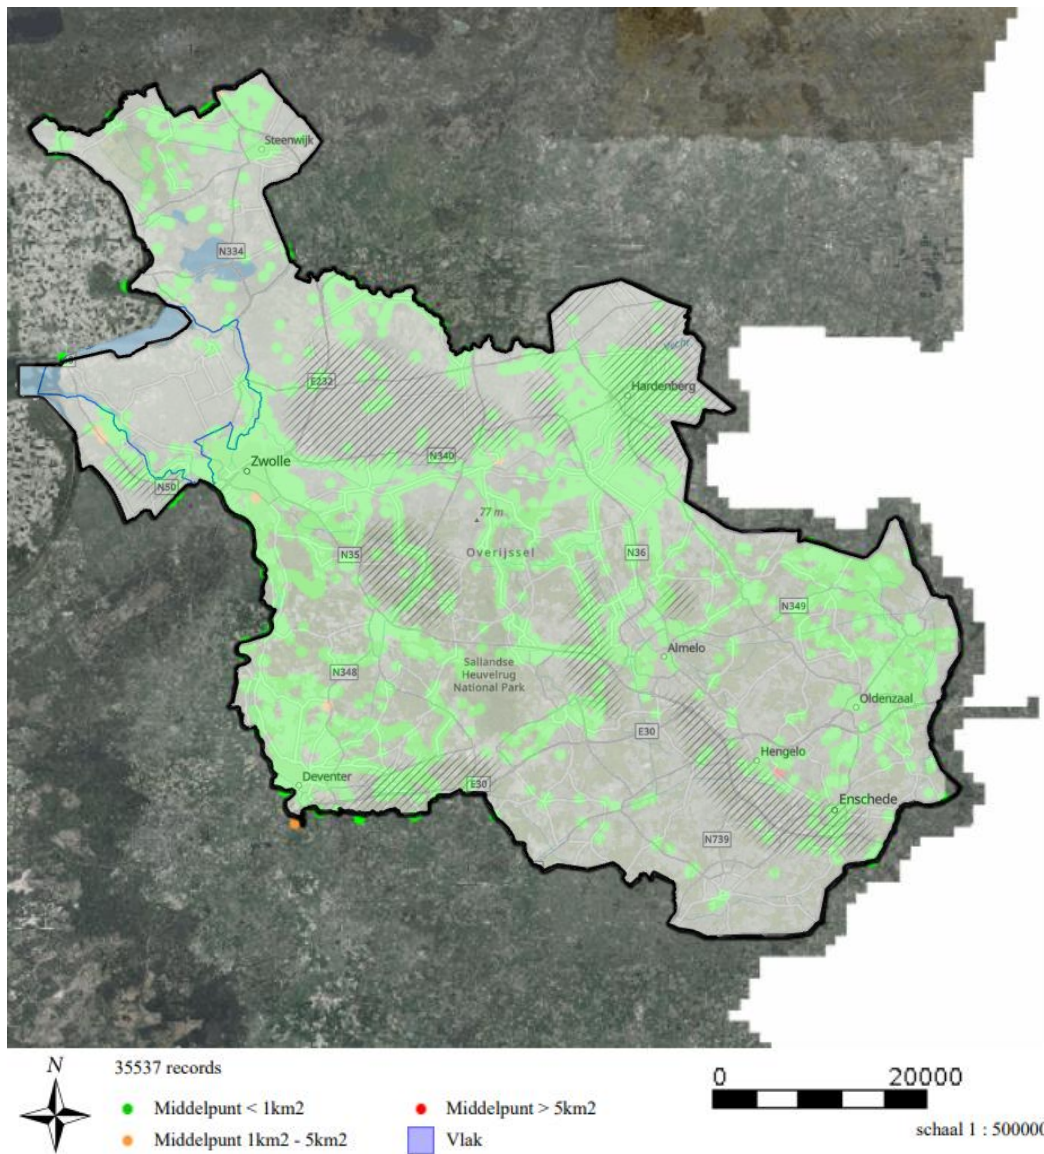 Steenwijk
N334
Vecht
E232
Hardenberg
N340
Zwolle
N50
77 m
N35
Overijssel
N36
N349
Almelo
Sallandse
Heuvelrug
National Park
N348
Oldenzaal
E30
Hengelo
Deventer
E30
Enschede
N739
N
35537 records
0 20000
Middelpunt < 1km2
Middelpunt > 5km2
Middelpunt 1km2 - 5km2
Vlak
schaal 1 : 500000